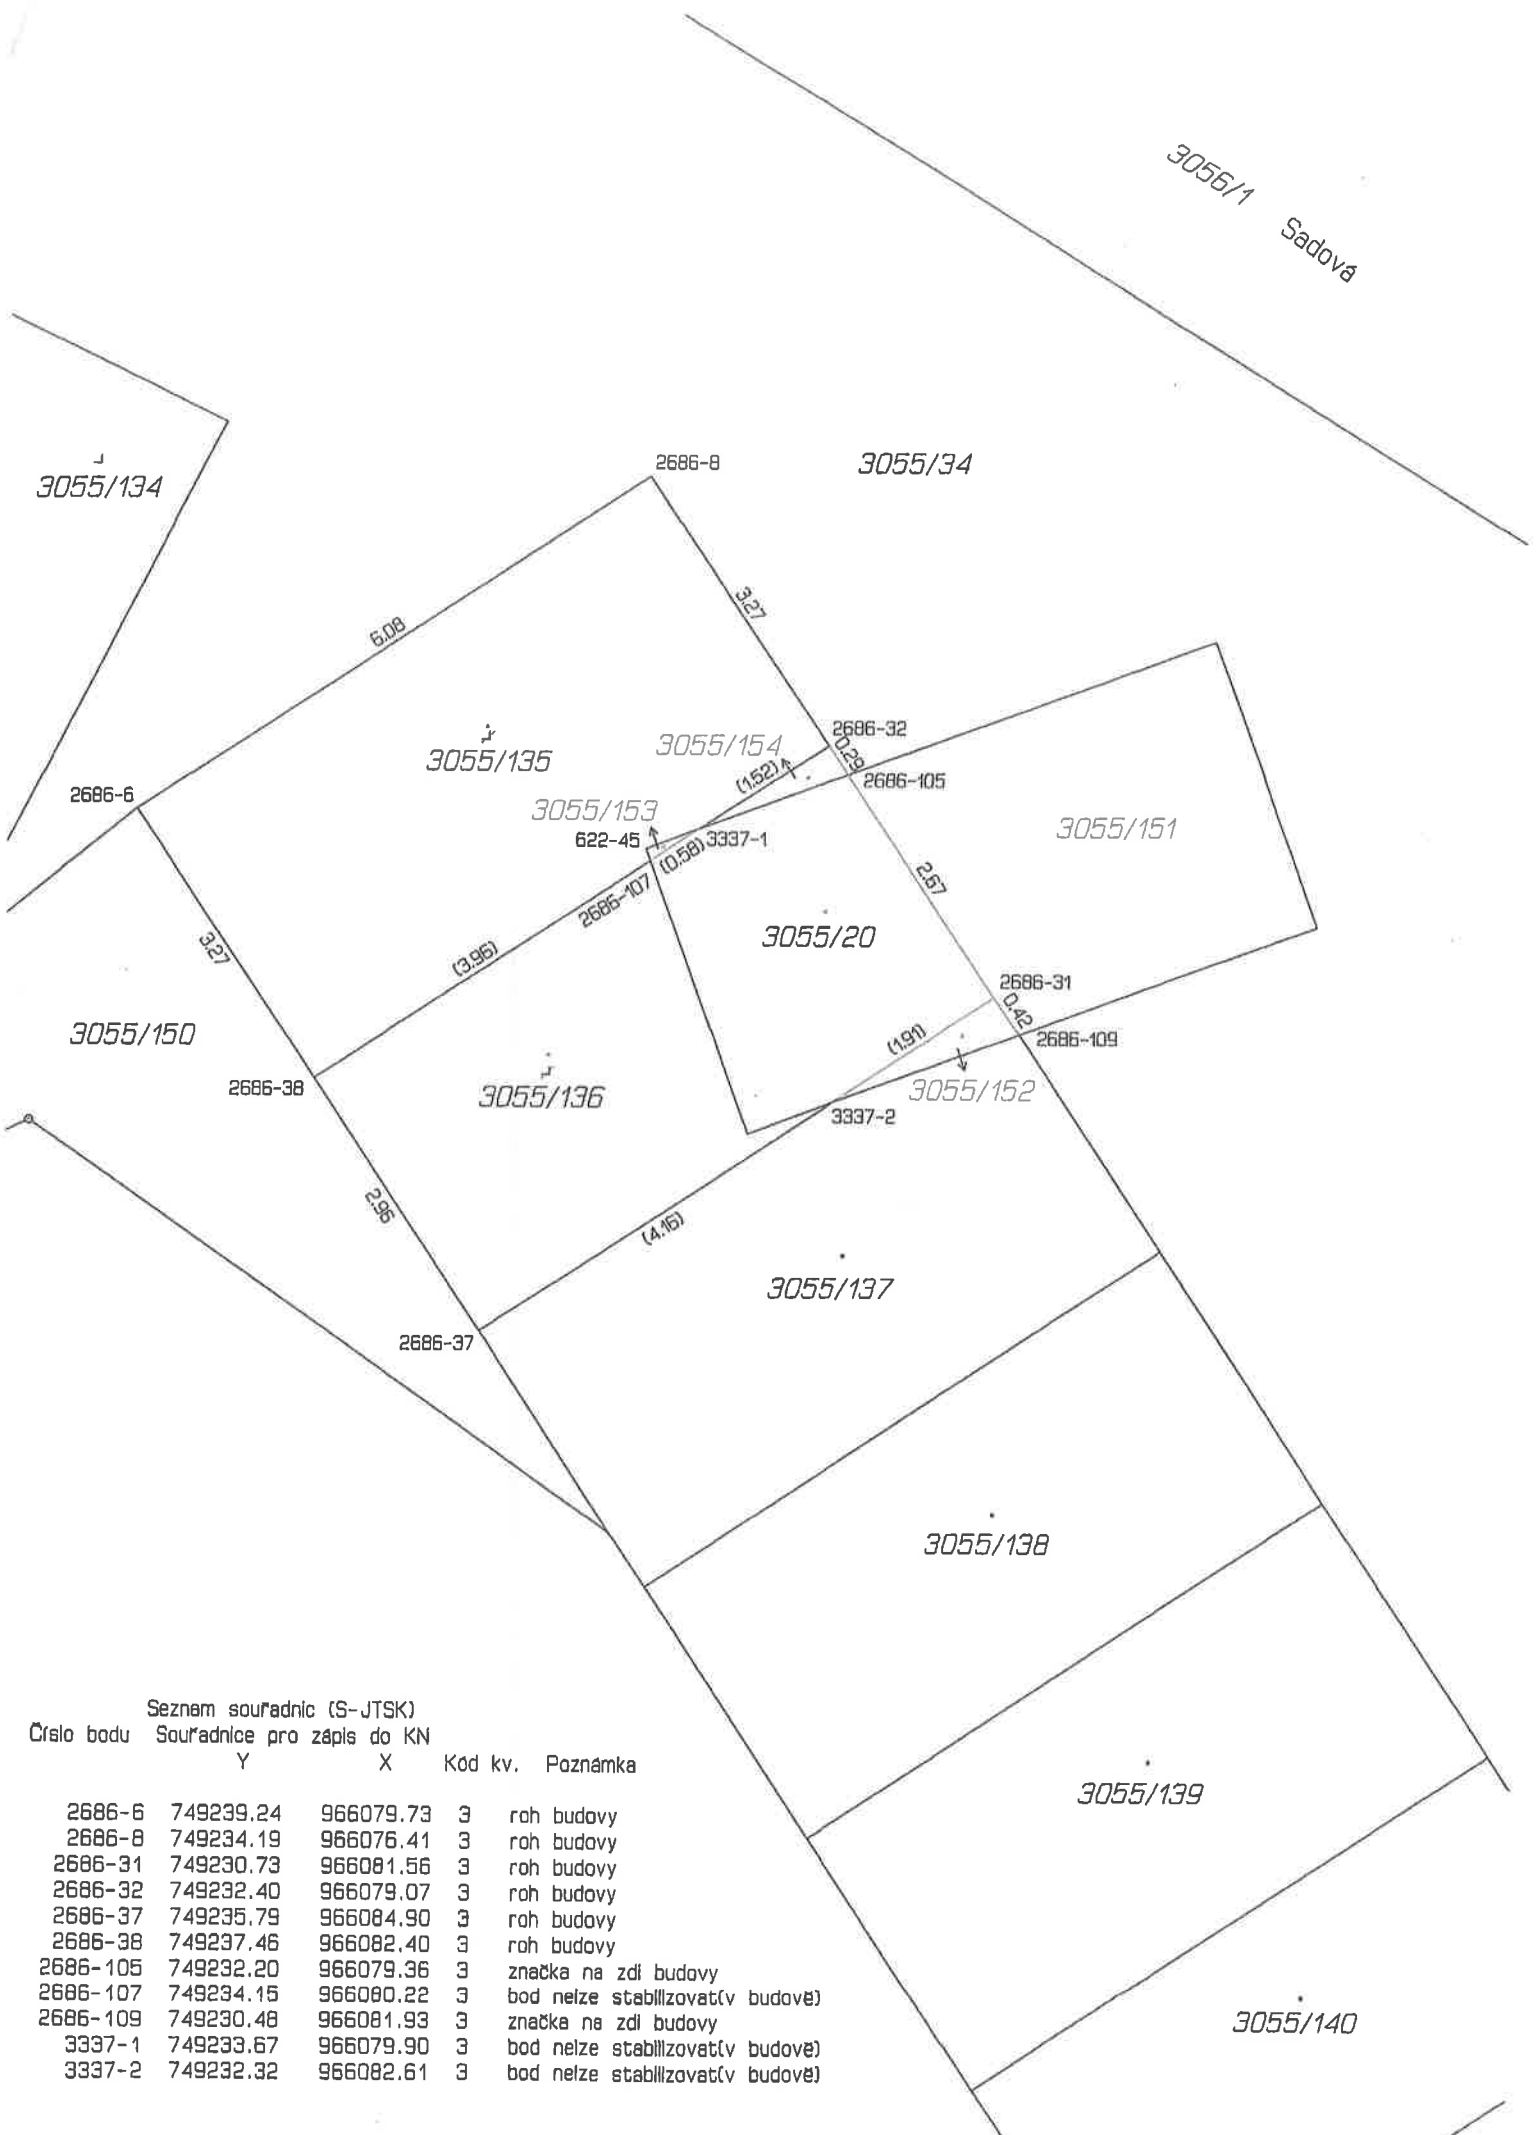 3056/1 Sadová
2686-8
3055/34
3055/134
3.27
6.08
2686-32
3055/154
0.29
3055/135
(1.52)
2686-105
2686-6
3055/153
3055/151
622-45
3337-1
(0.58)
2.67
2686-107
3055/20
3.27
(3.96)
2686-31
0.42
3055/150
(1.91)
2686-109
2686-38
3055/136
3055/152
3337-2
2.96
(4.16)
3055/137
2686-37
3055/138
Seznam souřadnic (S-JTSK)
Číslo bodu Souřadnice pro zápis do KN
Y X Kód kv. Poznámka
3055/139
2686-6 749239.24 966079.73 3 roh budovy
2686-8 749234.19 966076.41 3 roh budovy
2686-31 749230.73 966081.56 3 roh budovy
2686-32 749232.40 966079.07 3 roh budovy
2686-37 749235.79 966084.90 3 roh budovy
2686-38 749237.46 966082.40 3 roh budovy
2686-105 749232.20 966079.36 3 značka na zdi budovy
2686-107 749234.15 966080.22 3 bod nelze stabilizovat(v budově)
2686-109 749230.48 966081.93 3 značka na zdi budovy
3337-1 749233.67 966079.90 3 bod nelze stabilizovat(v budově)
3337-2 749232.32 966082.61 3 bod nelze stabilizovat(v budově)
3055/140